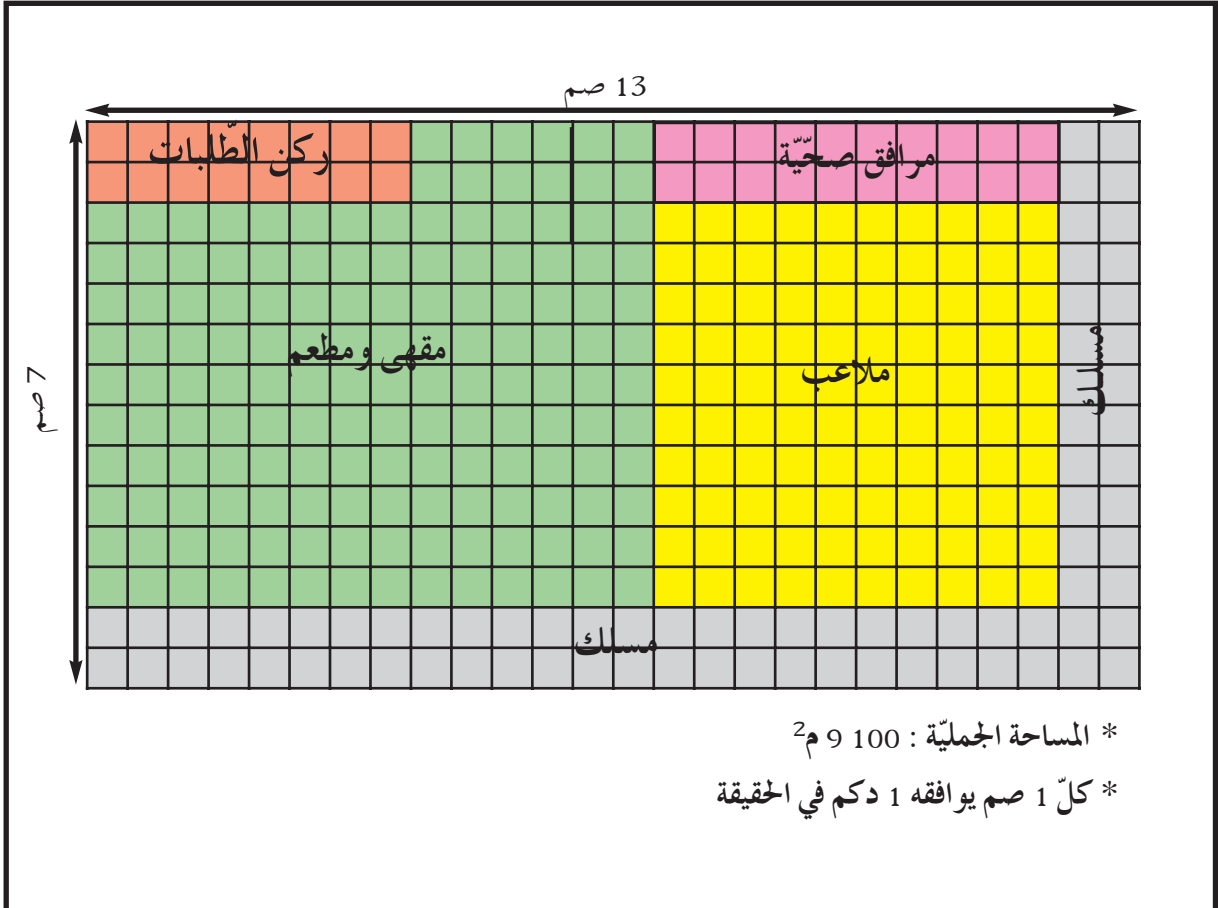 13 صم
ركن الطّلبات
مرافق صحّيّة
مقهى ومطعم
ملاعب
مسلك
7 صم
مسلك
* المساحة الجمليّة : 100 9 م²
* كلّ 1 صم يوافقه 1 دكم في الحقيقة